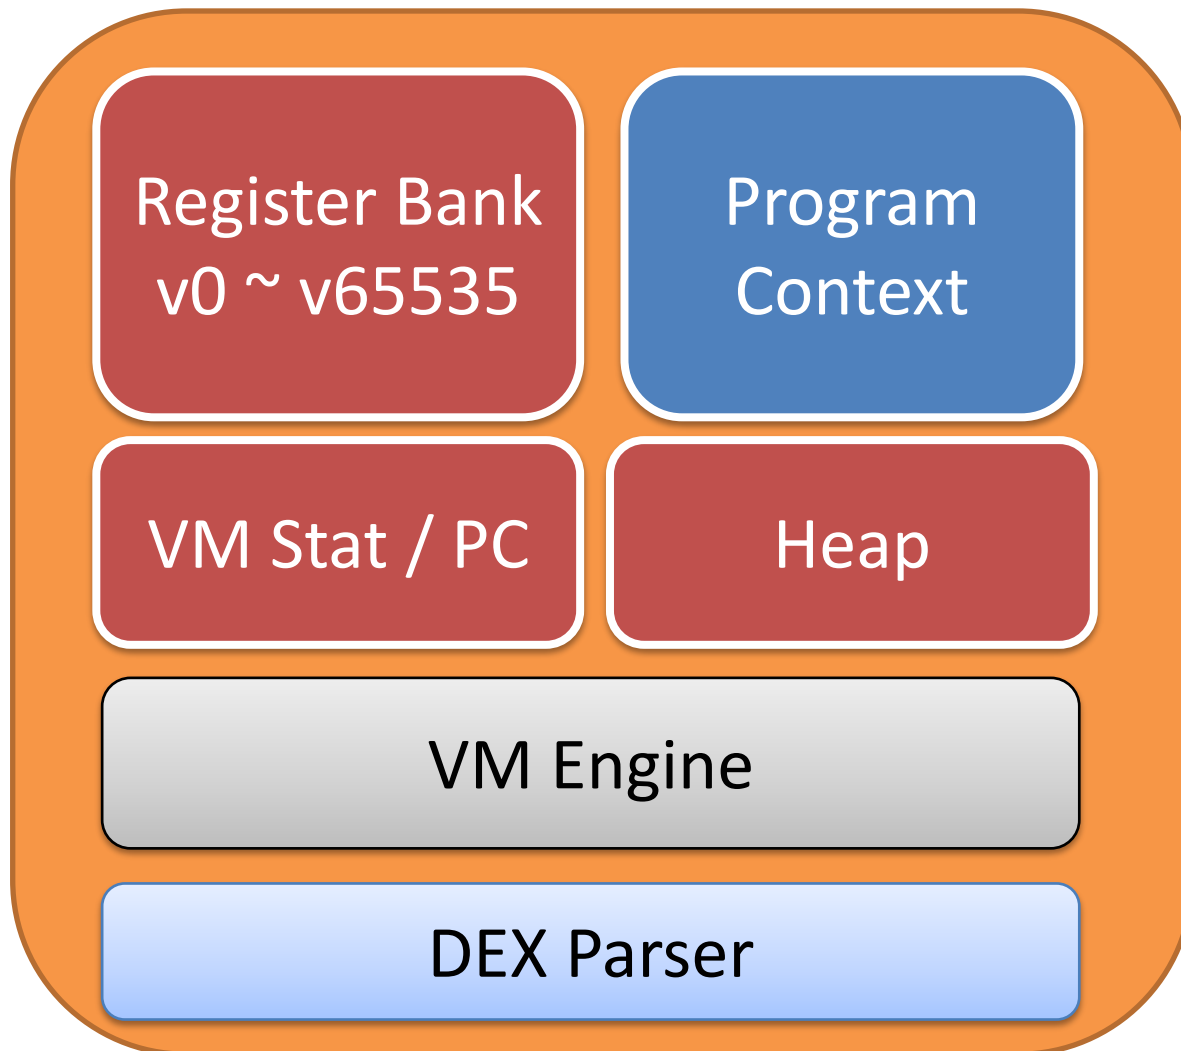 Register Bank
v0 ~ v65535
Program
Context
VM Stat / PC
Heap
VM Engine
DEX Parser